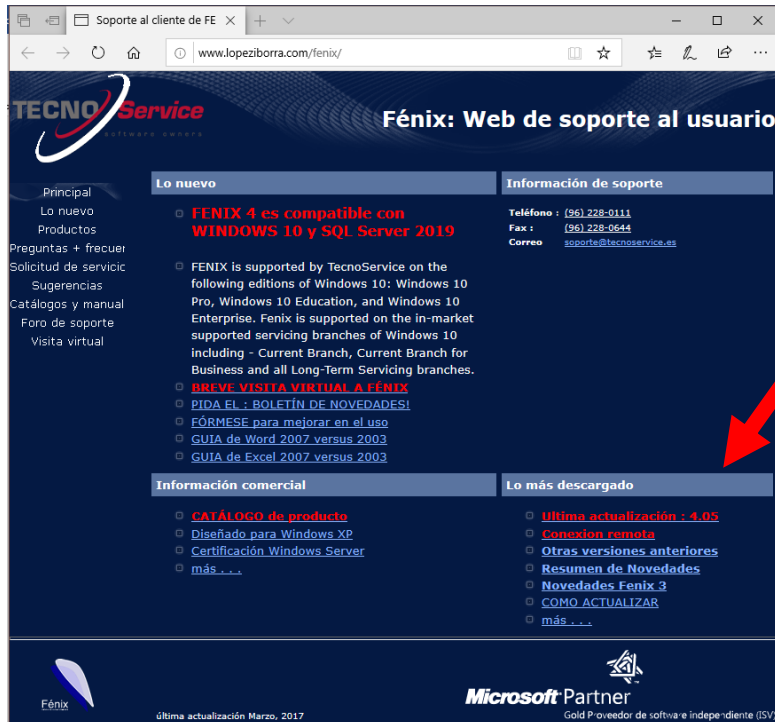 Soporte al cliente de FE
www.lopeziborra.com/fenix/
TECNO Service
software owners
Fénix: Web de soporte al usuario
Principal
Lo nuevo
Productos
Preguntas + frecuer
Solicitud de servicic
Sugerencias
Catálogos y manual
Foro de soporte
Visita virtual
Lo nuevo
FENIX 4 es compatible con
WINDOWS 10 y SQL Server 2019
FENIX is supported by TecnoService on the
following editions of Windows 10: Windows 10
Pro, Windows 10 Education, and Windows 10
Enterprise. Fenix is supported on the in-market
supported servicing branches of Windows 10
including - Current Branch, Current Branch for
Business and all Long-Term Servicing branches.
BREVE VISITA VIRTUAL A FÉNIX
PIDA EL : BOLETÍN DE NOVEDADES!
FÓRMESE para mejorar en el uso
GUIA de Word 2007 versus 2003
GUIA de Excel 2007 versus 2003
Información de soporte
Teléfono : (96) 228-0111
Fax : (96) 228-0644
Correo soporte@tecnoservice.es
Información comercial
CATÁLOGO de producto
Diseñado para Windows XP
Certificación Windows Server
más . . .
Lo más descargado
Ultima actualización : 4.05
Conexion remota
Otras versiones anteriores
Resumen de Novedades
Novedades Fenix 3
COMO ACTUALIZAR
más . . .
Fénix
última actualización Marzo, 2017
Microsoft Partner
Gold Proveedor de software independiente (ISV)